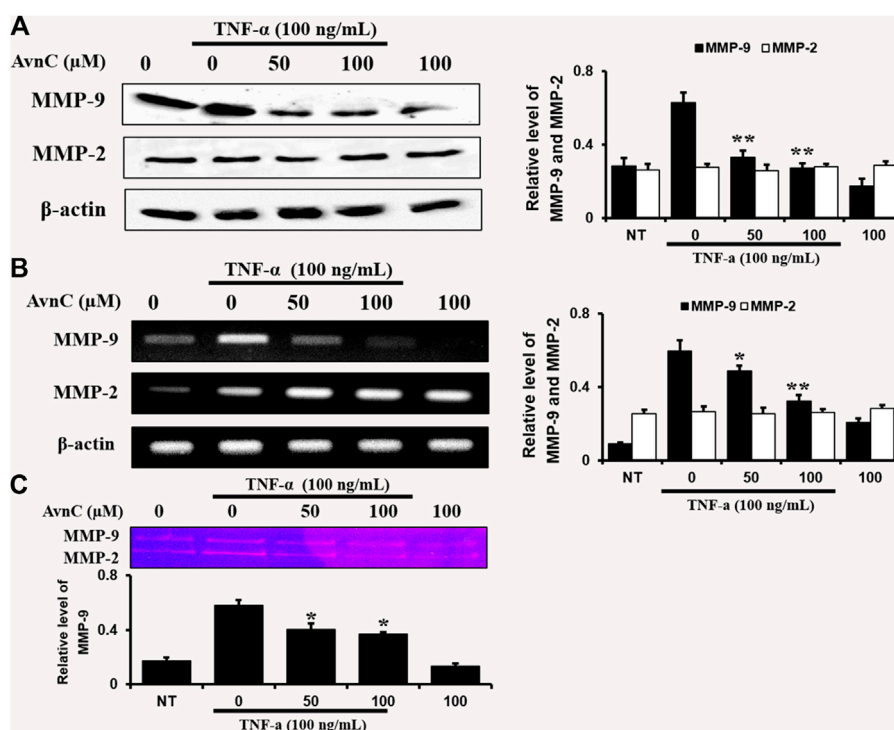 A
TNF-α (100 ng/mL)
AvnC (μM) 0 0 50 100 100
MMP-9
MMP-2
β-actin
MMP-9 MMP-2
Relative level of
MMP-9 and MMP-2
0.8
0.4
0
** **
NT 0 50 100 100
TNF-a (100 ng/mL)
B
TNF-α (100 ng/mL)
AvnC (μM) 0 0 50 100 100
MMP-9
MMP-2
β-actin
MMP-9 MMP-2
Relative level of
MMP-9 and MMP-2
0.8
0.4
0
* **
NT 0 50 100 100
TNF-a (100 ng/mL)
C
TNF-α (100 ng/mL)
AvnC (μM) 0 0 50 100 100
MMP-9
MMP-2
Relative level of
MMP-9
0.8
0.4
0
* *
NT 0 50 100 100
TNF-a (100 ng/mL)